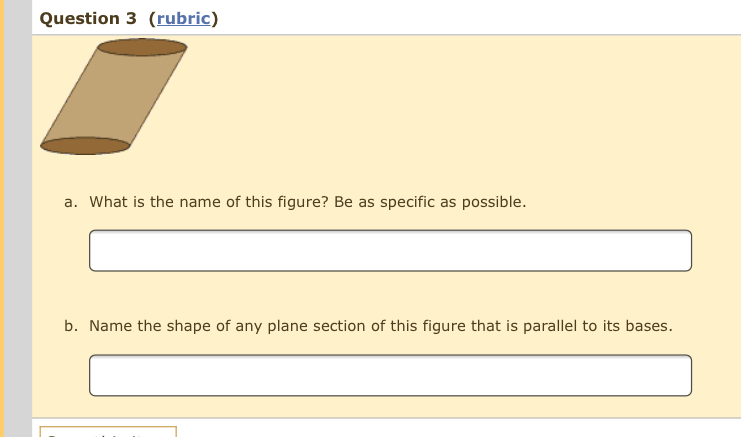 Question 3 (rubric)
a. What is the name of this figure? Be as specific as possible.
b. Name the shape of any plane section of this figure that is parallel to its bases.